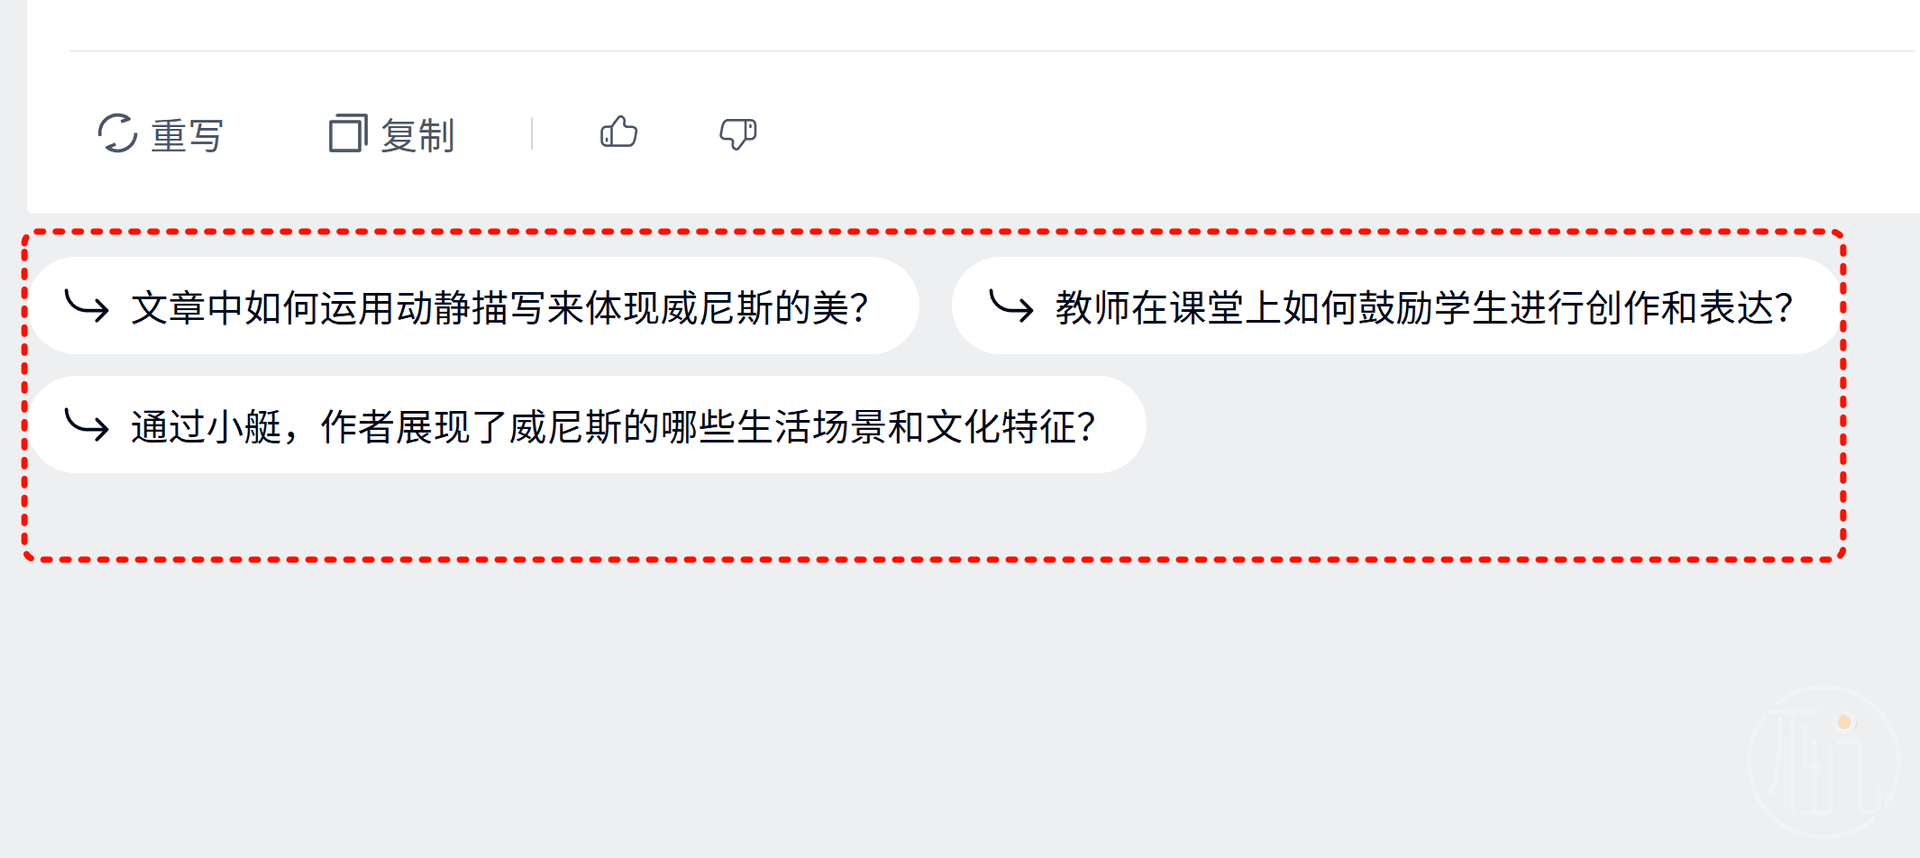 重写 复制
文章中如何运用动静描写来体现威尼斯的美? 教师在课堂上如何鼓励学生进行创作和表达?
通过小艇，作者展现了威尼斯的哪些生活场景和文化特征?